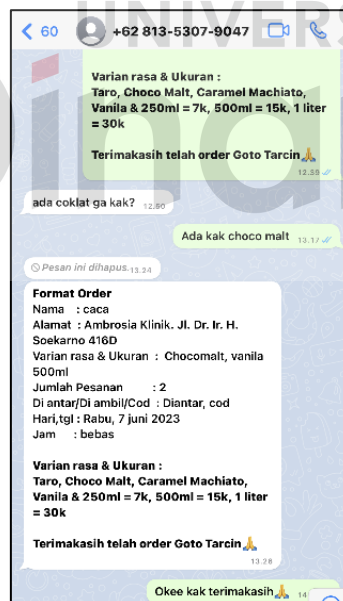 UNIVERS
60 +62 813-5307-9047
Varian rasa & Ukuran :
Taro, Choco Malt, Caramel Machiato,
Vanila & 250ml = 7k, 500ml = 15k, 1 liter
= 30k
Terimakasih telah order Goto Tarcin🙏
12.39
ada coklat ga kak? 12.50
Ada kak choco malt 13.17
Pesan ini dihapus. 13.24
Format Order
Nama : caca
Alamat : Ambrosia Klinik. Jl. Dr. Ir. H.
Soekarno 416D
Varian rasa & Ukuran : Chocomalt, vanila
500ml
Jumlah Pesanan : 2
Di antar/Di ambil/Cod : Diantar, cod
Hari,tgl : Rabu, 7 juni 2023
Jam : bebas
Varian rasa & Ukuran :
Taro, Choco Malt, Caramel Machiato,
Vanila & 250ml = 7k, 500ml = 15k, 1 liter
= 30k
Terimakasih telah order Goto Tarcin🙏
13.28
Okee kak terimakasih🙏